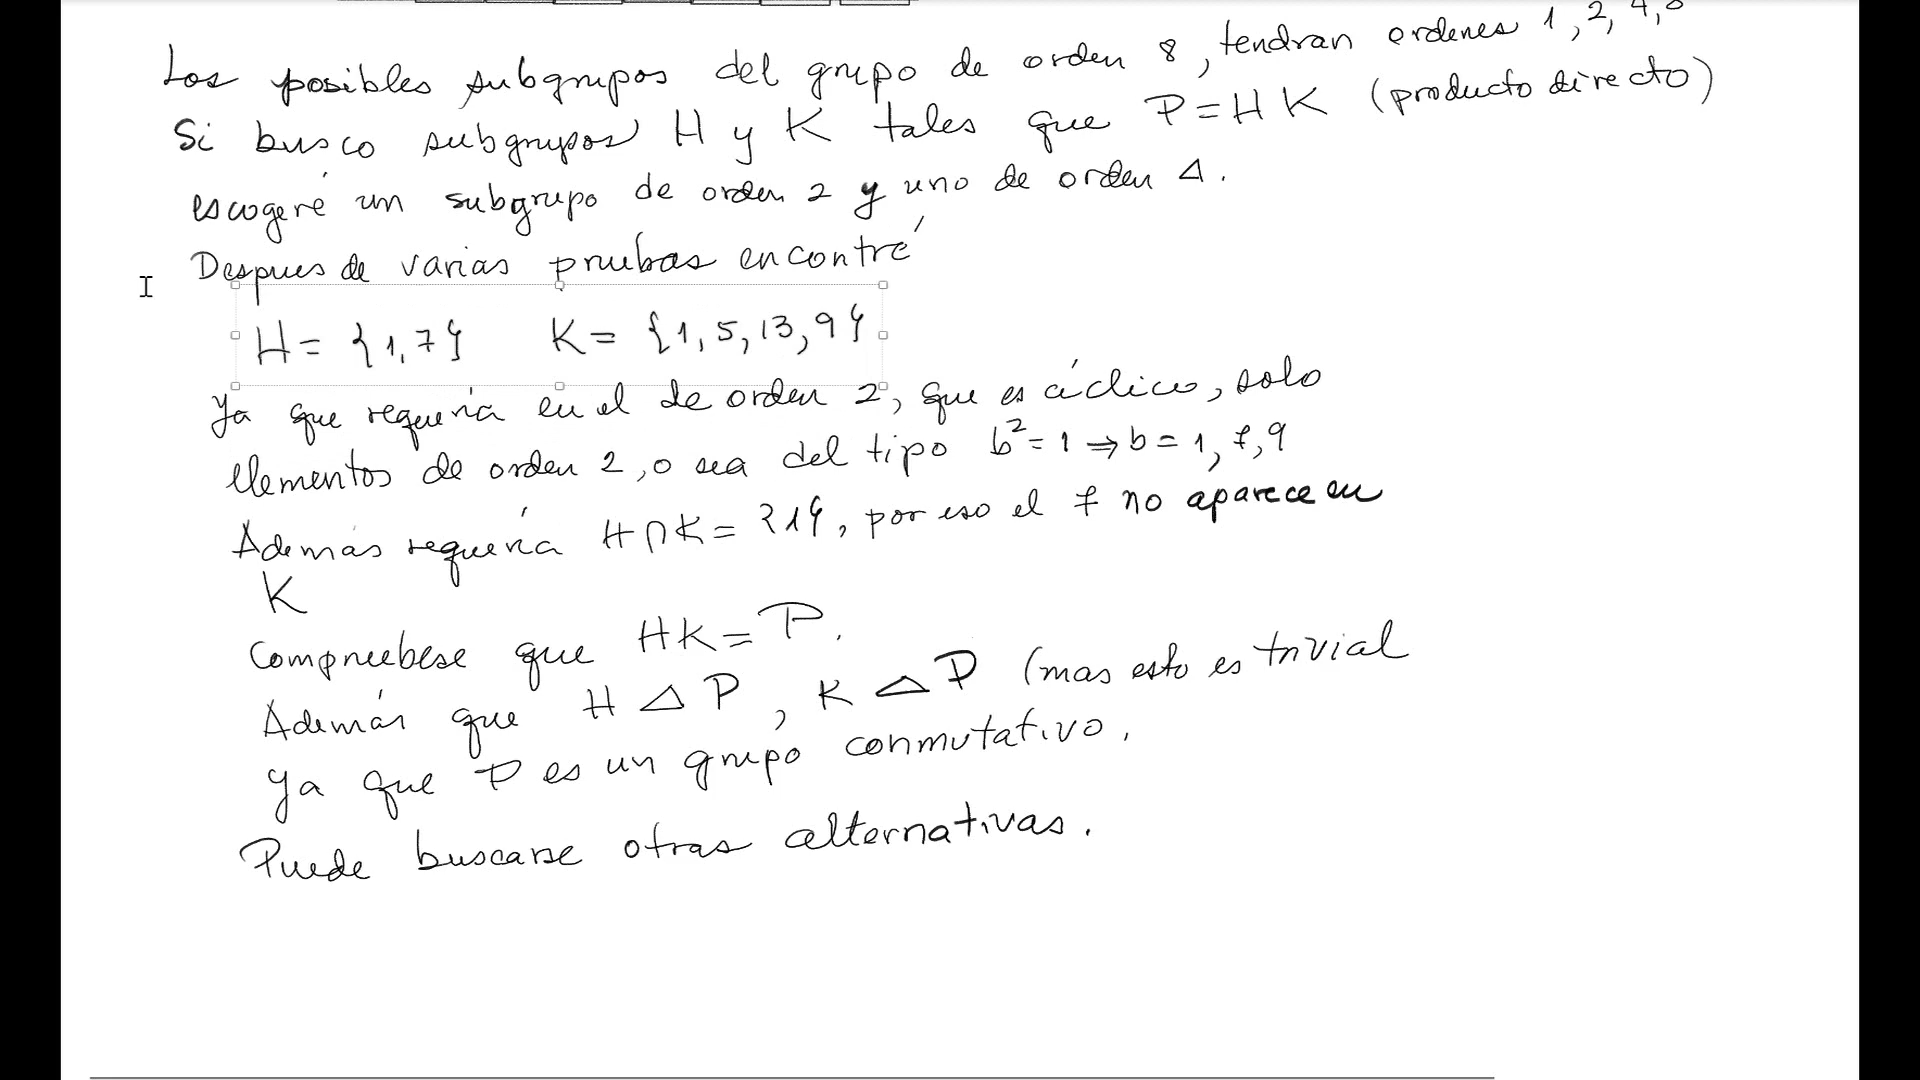 Los posibles subgrupos del grupo de orden 8, tendran ordenes 1, 2, 4, 8
Si busco subgrupos H y K tales que P = H K (producto directo)
escogeré un subgrupo de orden 2 y uno de orden 4.
Despues de varias pruebas encontré
H = {1, 7} K = {1, 5, 13, 9}
Ya que requería en el de orden 2, que es cíclico, solo
elementos de orden 2, o sea del tipo b² = 1 ⇒ b = 1, 7, 9
Además requería H ∩ K = {1}, por eso el 7 no aparece en
K
Compruebese que HK = P.
Además que H △ P, K △ P (mas esto es trivial
Ya que P es un grupo conmutativo.
Puede buscarse otras alternativas.